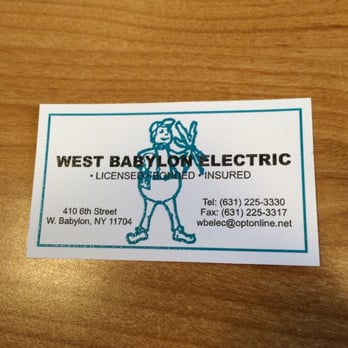 WEST BABYLON ELECTRIC
• LICENSED • BONDED • INSURED
410 6th Street
W. Babylon, NY 11704
Tel: (631) 225-3330
Fax: (631) 225-3317
wbelec@optonline.net